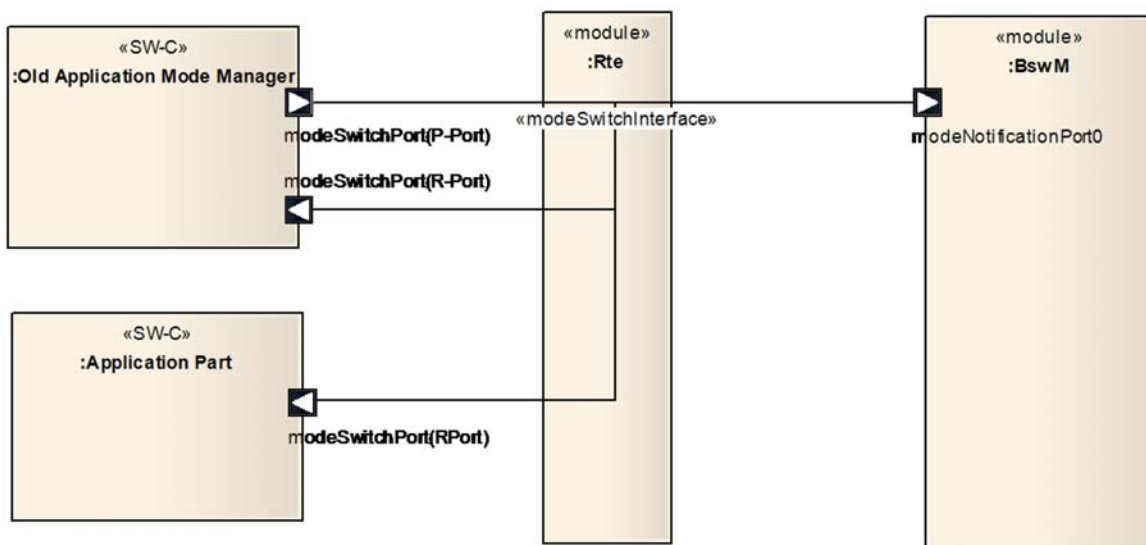 «SW-C»
:Old Application Mode Manager
modeSwitchPort(P-Port)
modeSwitchPort(R-Port)
«SW-C»
:Application Part
modeSwitchPort(RPort)
«module»
:Rte
«modeSwitchInterface»
«module»
:BswM
modeNotificationPort0